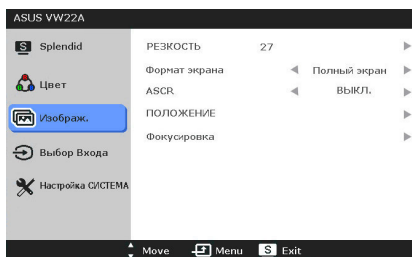 ASUS VW22A
S Splendid
Цвет
Изображ.
Выбор Входа
Настройка СИСТЕМА
РЕЗКОСТЬ 27
Формат экрана Полный экран
ASCR ВЫКЛ.
ПОЛОЖЕНИЕ
Фокусировка
Move Menu S Exit